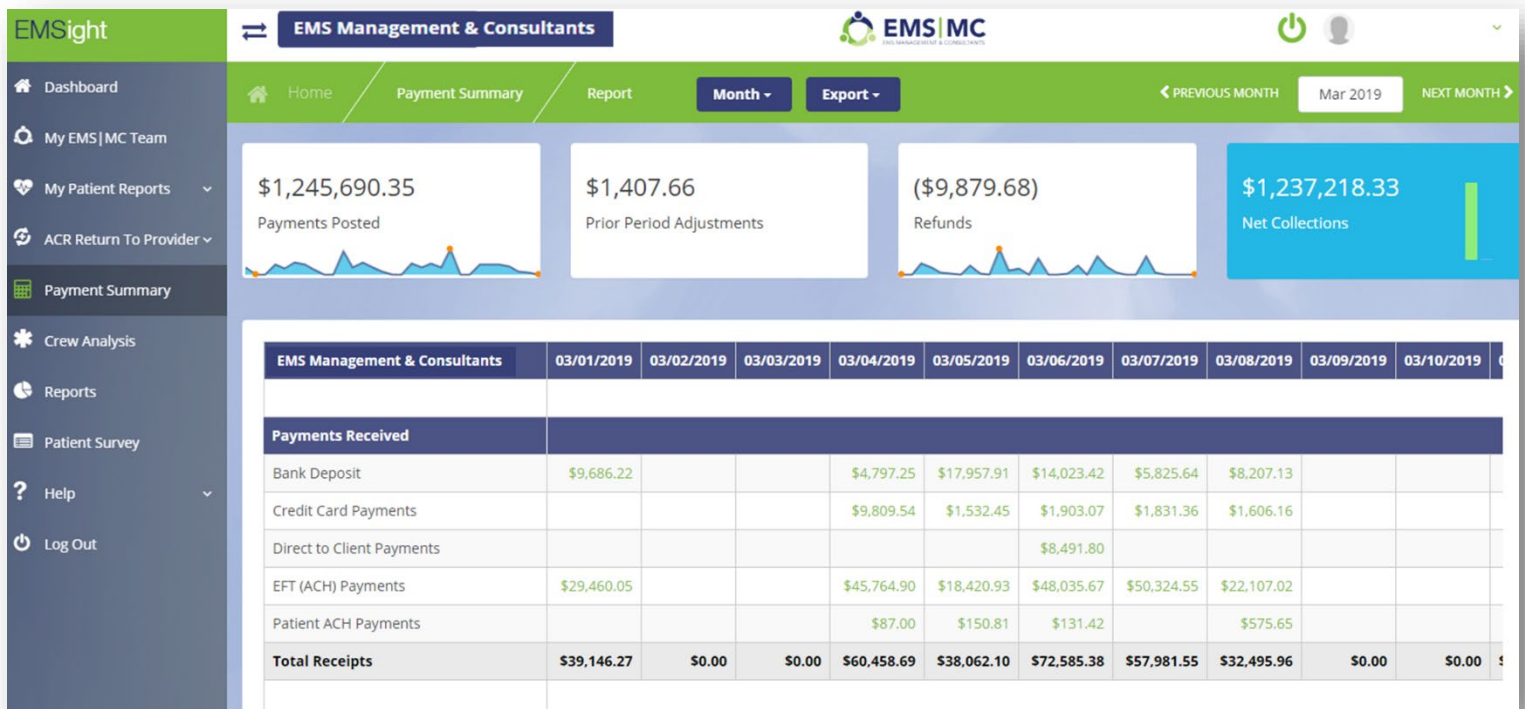 EMSight
EMS Management & Consultants
EMS|MC
EMS MANAGEMENT & CONSULTANTS
Dashboard
My EMS|MC Team
My Patient Reports
ACR Return To Provider
Payment Summary
Crew Analysis
Reports
Patient Survey
? Help
Log Out
Home
Payment Summary
Report
Month
Export
PREVIOUS MONTH
Mar 2019
NEXT MONTH
$1,245,690.35
Payments Posted
$1,407.66
Prior Period Adjustments
($9,879.68)
Refunds
$1,237,218.33
Net Collections
EMS Management & Consultants 03/01/2019 03/02/2019 03/03/2019 03/04/2019 03/05/2019 03/06/2019 03/07/2019 03/08/2019 03/09/2019 03/10/2019
Payments Received
Bank Deposit $9,686.22 $4,797.25 $17,957.91 $14,023.42 $5,825.64 $8,207.13
Credit Card Payments $9,809.54 $1,532.45 $1,903.07 $1,831.36 $1,606.16
Direct to Client Payments $8,491.80
EFT (ACH) Payments $29,460.05 $45,764.90 $18,420.93 $48,035.67 $50,324.55 $22,107.02
Patient ACH Payments $87.00 $150.81 $131.42 $575.65
Total Receipts $39,146.27 $0.00 $0.00 $60,458.69 $38,062.10 $72,585.38 $57,981.55 $32,495.96 $0.00 $0.00